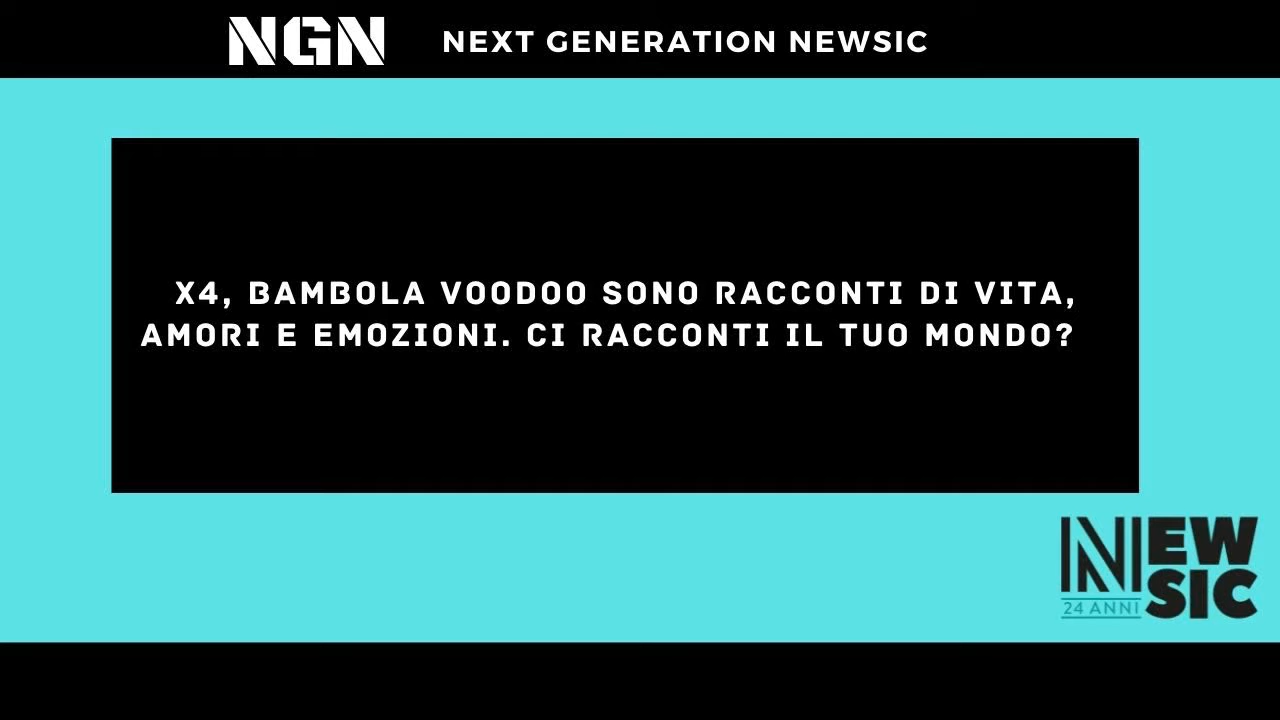 NGN NEXT GENERATION NEWSIC
X4, BAMBOLA VOODOO SONO RACCONTI DI VITA,
AMORI E EMOZIONI. CI RACCONTI IL TUO MONDO?
NEW
SIC
24 ANNI